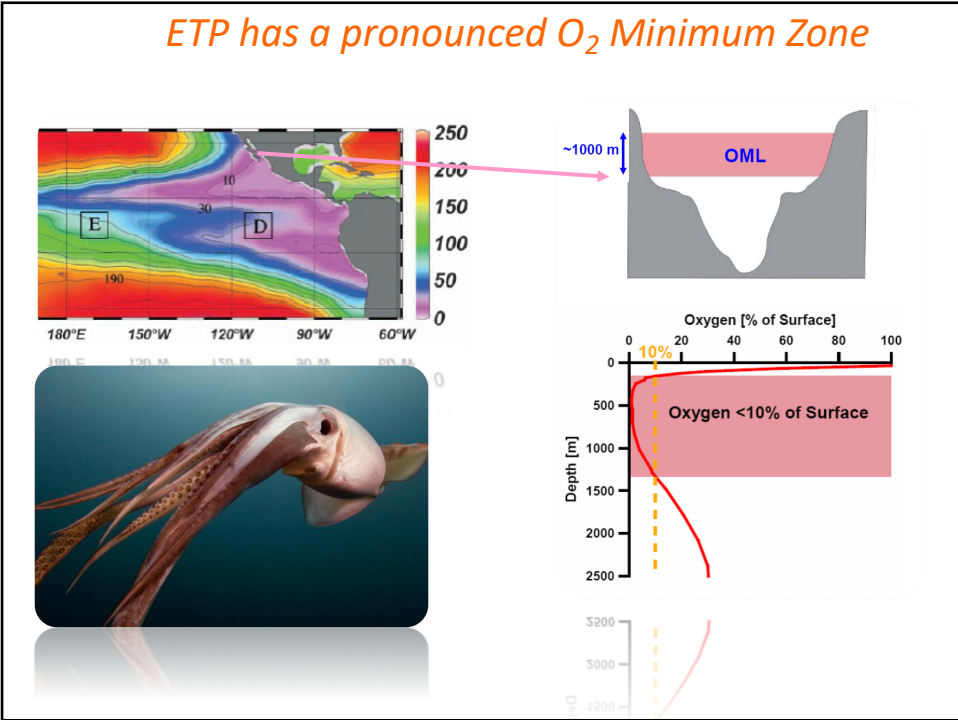 ETP has a pronounced O₂ Minimum Zone
250
200
150
100
50
0
10
30
E
D
190
180°E 150°W 120°W 90°W 60°W
~1000 m
OML
Oxygen [% of Surface]
0 20 40 60 80 100
10%
Depth [m]
0
500
1000
1500
2000
2500
Oxygen <10% of Surface